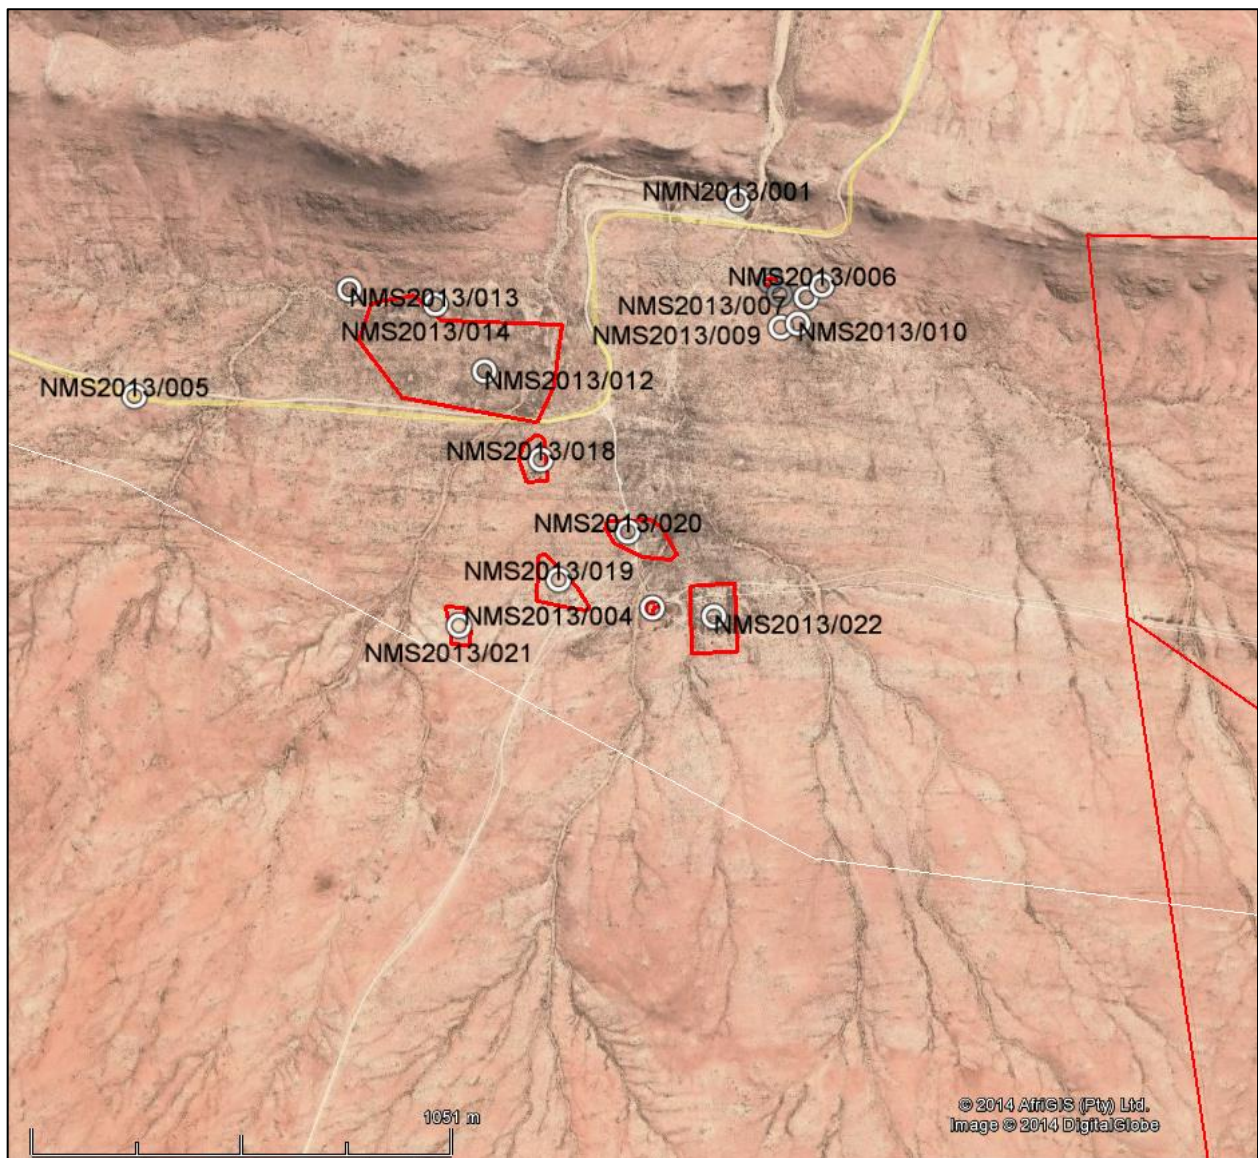 NMN2013/001
NMS2013/006
NMS2013/013
NMS2013/007
NMS2013/014
NMS2013/009
NMS2013/010
NMS2013/012
NMS2013/005
NMS2013/018
NMS2013/020
NMS2013/019
NMS2013/004
NMS2013/022
NMS2013/021
1051 m
© 2014 AfriGIS (Pty) Ltd.
Image © 2014 DigitalGlobe